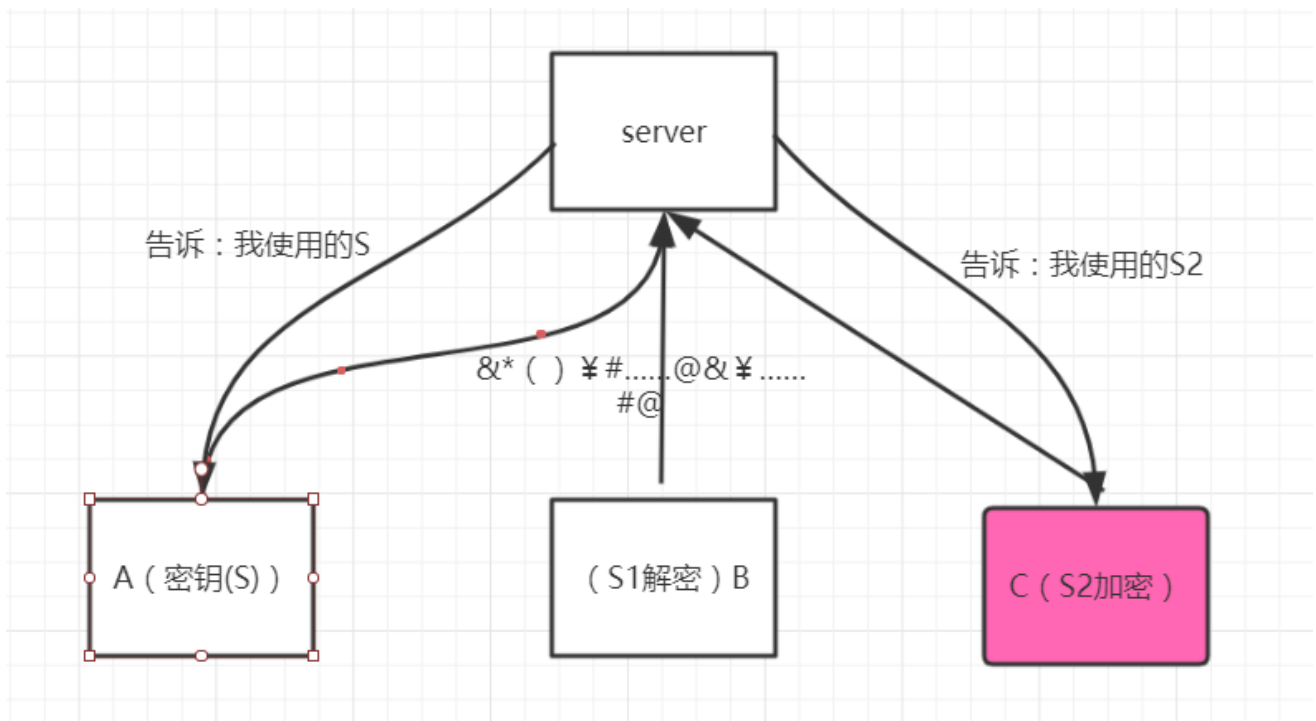 server
告诉：我使用的S
告诉：我使用的S2
&*（ ）￥#......@&￥......
#@
A（密钥(S)）
（S1解密）B
C（S2加密）